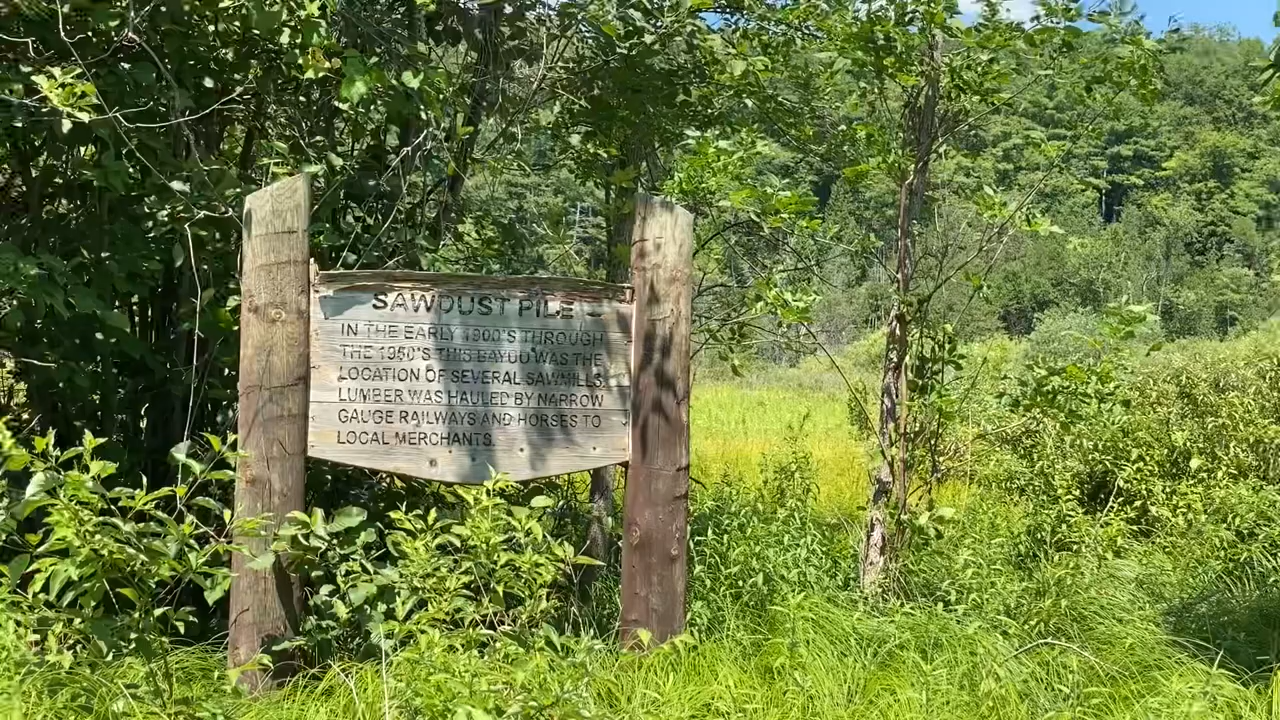 SAWDUST PILE
IN THE EARLY 1900'S THROUGH
THE 1950'S THIS BAYOU WAS THE
LOCATION OF SEVERAL SAWMILLS.
LUMBER WAS HAULED BY NARROW
GAUGE RAILWAYS AND HORSES TO
LOCAL MERCHANTS.